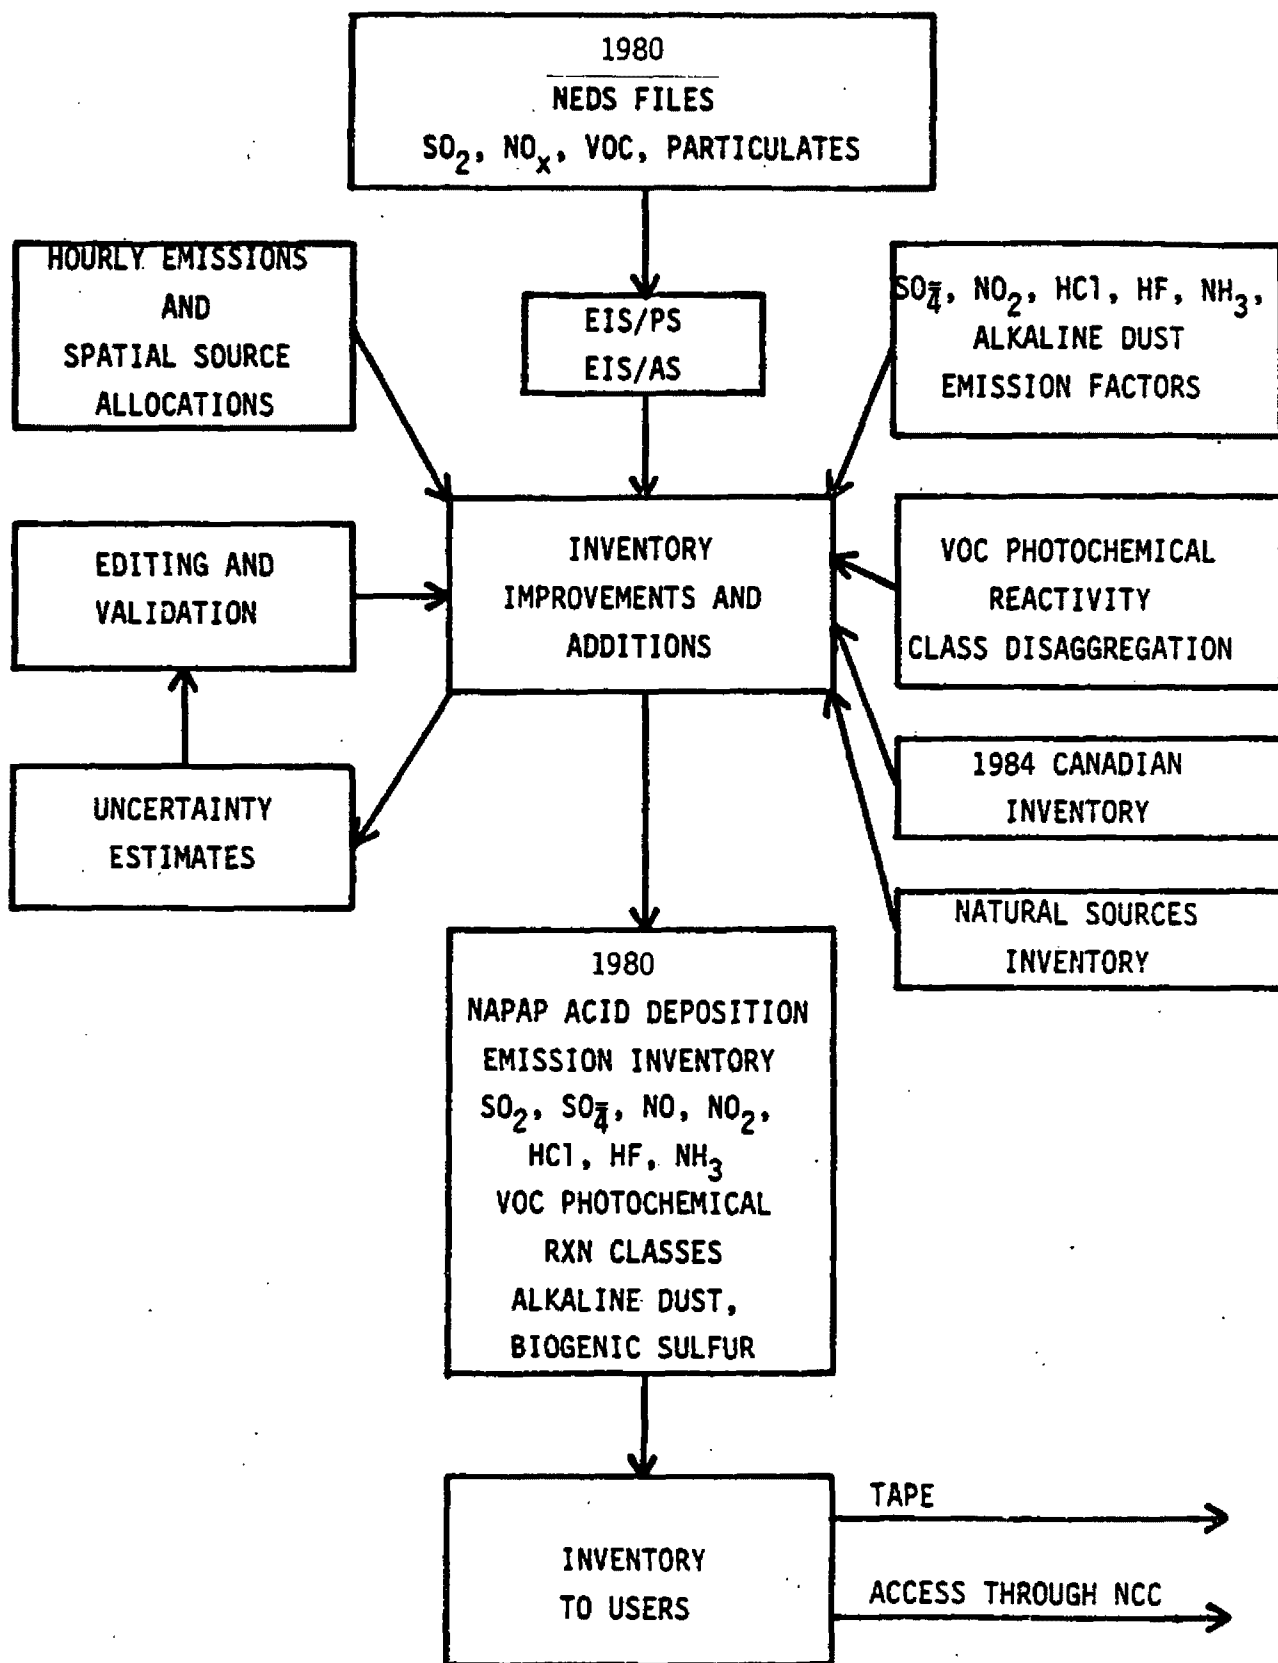 1980
NEDS FILES
SO₂, NOₓ, VOC, PARTICULATES
HOURLY EMISSIONS
AND
SPATIAL SOURCE
ALLOCATIONS
EIS/PS
EIS/AS
SO₄⁼, NO₂, HCl, HF, NH₃,
ALKALINE DUST
EMISSION FACTORS
EDITING AND
VALIDATION
INVENTORY
IMPROVEMENTS AND
ADDITIONS
VOC PHOTOCHEMICAL
REACTIVITY
CLASS DISAGGREGATION
UNCERTAINTY
ESTIMATES
1984 CANADIAN
INVENTORY
NATURAL SOURCES
INVENTORY
1980
NAPAP ACID DEPOSITION
EMISSION INVENTORY
SO₂, SO₄⁼, NO, NO₂,
HCl, HF, NH₃
VOC PHOTOCHEMICAL
RXN CLASSES
ALKALINE DUST,
BIOGENIC SULFUR
INVENTORY
TO USERS
TAPE
ACCESS THROUGH NCC